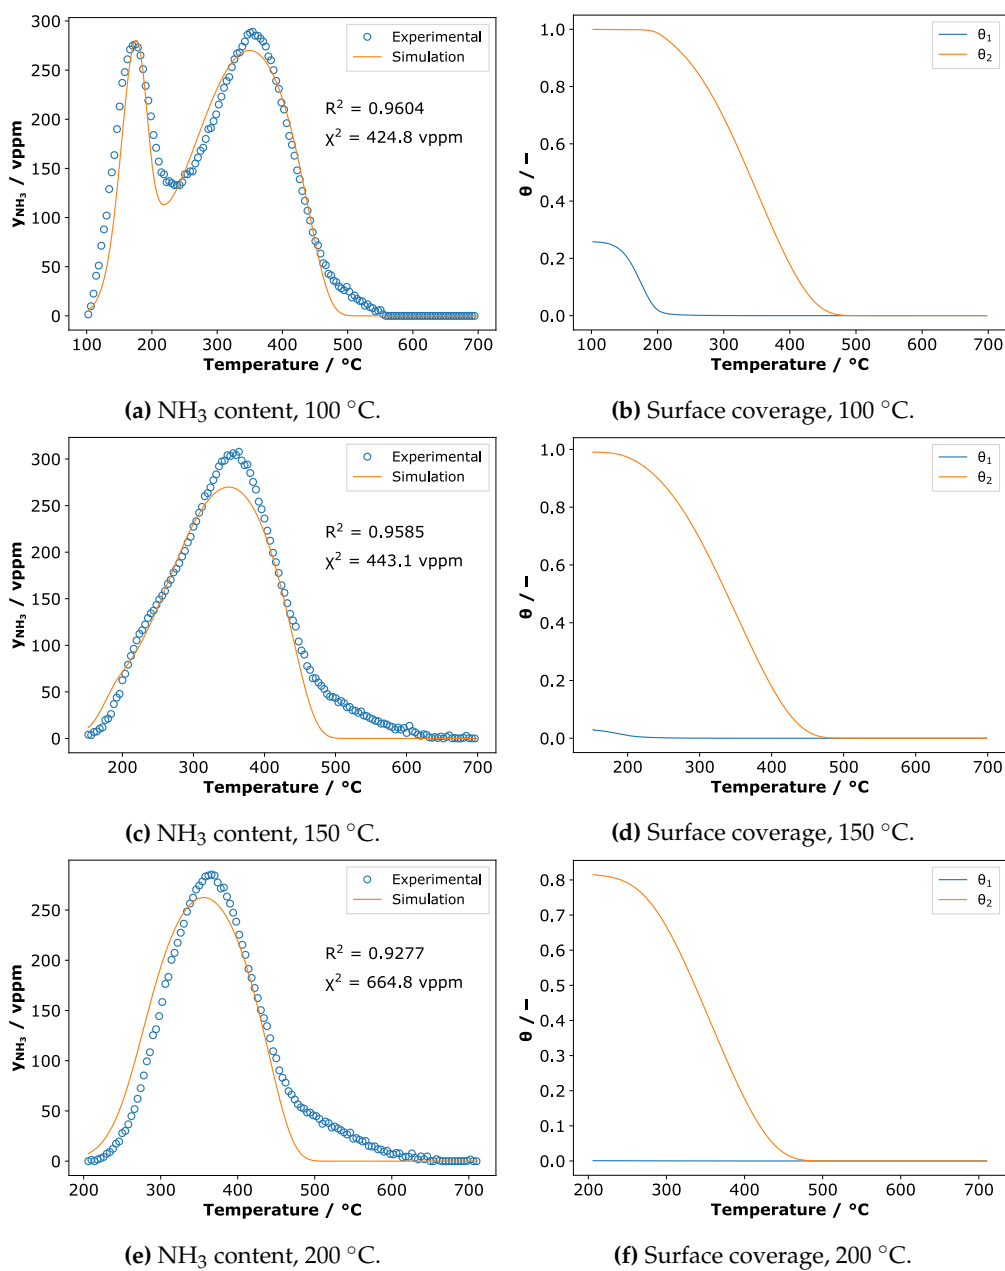 300
250
200
150
100
50
0
y_NH₃ / vppm
Experimental
Simulation
R² = 0.9604
χ² = 424.8 vppm
100 200 300 400 500 600 700
Temperature / °C
(a) NH₃ content, 100 °C.
1.0
0.8
0.6
0.4
0.2
0.0
θ / −
θ₁
θ₂
100 200 300 400 500 600 700
Temperature / °C
(b) Surface coverage, 100 °C.
300
250
200
150
100
50
0
y_NH₃ / vppm
Experimental
Simulation
R² = 0.9585
χ² = 443.1 vppm
200 300 400 500 600 700
Temperature / °C
(c) NH₃ content, 150 °C.
1.0
0.8
0.6
0.4
0.2
0.0
θ / −
θ₁
θ₂
200 300 400 500 600 700
Temperature / °C
(d) Surface coverage, 150 °C.
250
200
150
100
50
0
y_NH₃ / vppm
Experimental
Simulation
R² = 0.9277
χ² = 664.8 vppm
200 300 400 500 600 700
Temperature / °C
(e) NH₃ content, 200 °C.
0.8
0.7
0.6
0.5
0.4
0.3
0.2
0.1
0.0
θ / −
θ₁
θ₂
200 300 400 500 600 700
Temperature / °C
(f) Surface coverage, 200 °C.